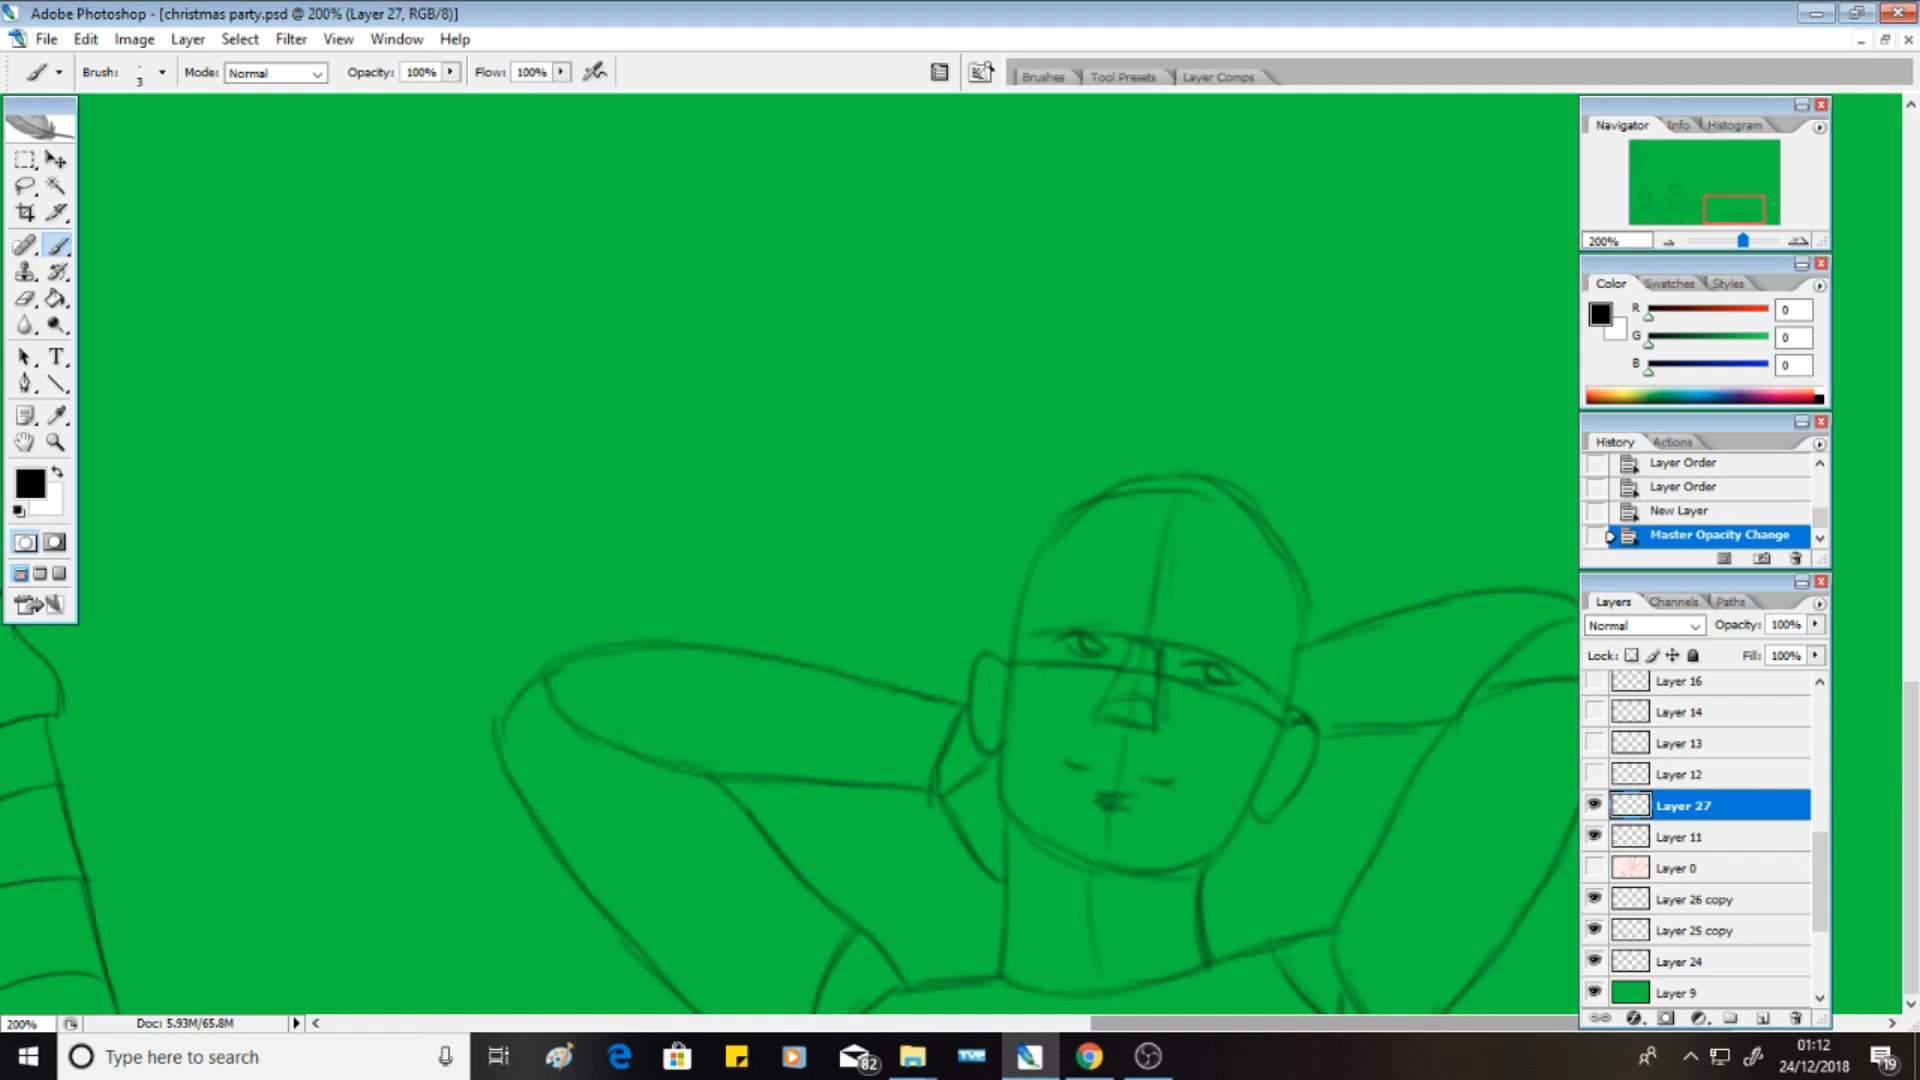 Adobe Photoshop - [christmas party.psd @ 200% (Layer 27, RGB/8)]
File Edit Image Layer Select Filter View Window Help
Brush: 3 Mode: Normal Opacity: 100% Flow: 100% Brushes Tool Presets Layer Comps
Navigator Info Histogram
200%
Color Swatches Styles
R 0
G 0
B 0
History Actions
Layer Order
Layer Order
New Layer
Master Opacity Change
Layers Channels Paths
Normal Opacity: 100%
Lock: Fill: 100%
Layer 16
Layer 14
Layer 13
Layer 12
Layer 27
Layer 11
Layer 0
Layer 26 copy
Layer 25 copy
Layer 24
Layer 9
200% Doc: 5.93M/65.8M
Type here to search 82 TVP 01:12
24/12/2018 19